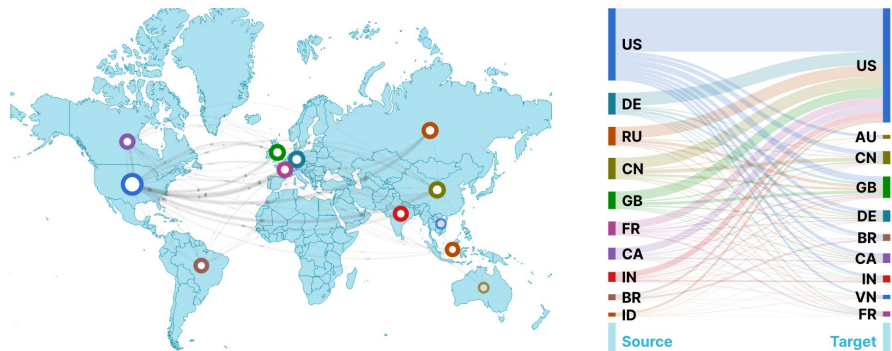 US
DE
RU
CN
GB
FR
CA
IN
BR
ID
Source
US
AU
CN
GB
DE
BR
CA
IN
VN
FR
Target